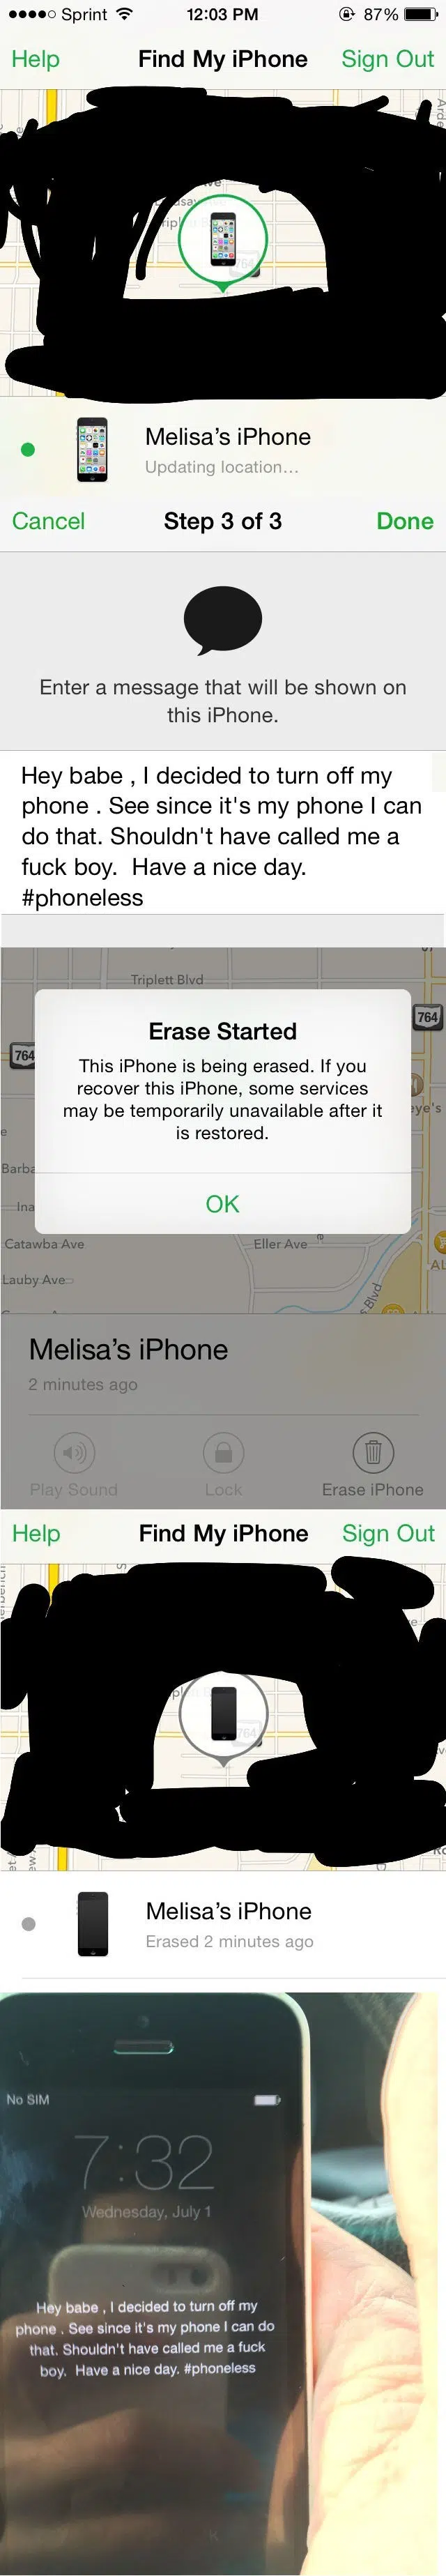 Sprint 12:03 PM 87%
Help Find My iPhone Sign Out
764
Melisa's iPhone
Updating location...
Cancel Step 3 of 3 Done
Enter a message that will be shown on
this iPhone.
Hey babe , I decided to turn off my
phone . See since it's my phone I can
do that. Shouldn't have called me a
fuck boy.  Have a nice day.
#phoneless
Triplett Blvd
764
764
Erase Started
This iPhone is being erased. If you
recover this iPhone, some services
may be temporarily unavailable after it
is restored.
OK
Catawba Ave
Eller Ave
Lauby Ave
Blvd
Melisa's iPhone
2 minutes ago
Play Sound Lock Erase iPhone
Help Find My iPhone Sign Out
764
Melisa's iPhone
Erased 2 minutes ago
No SIM
7:32
Wednesday, July 1
Hey babe , I decided to turn off my
phone . See since it's my phone I can do
that. Shouldn't have called me a fuck
boy.  Have a nice day. #phoneless